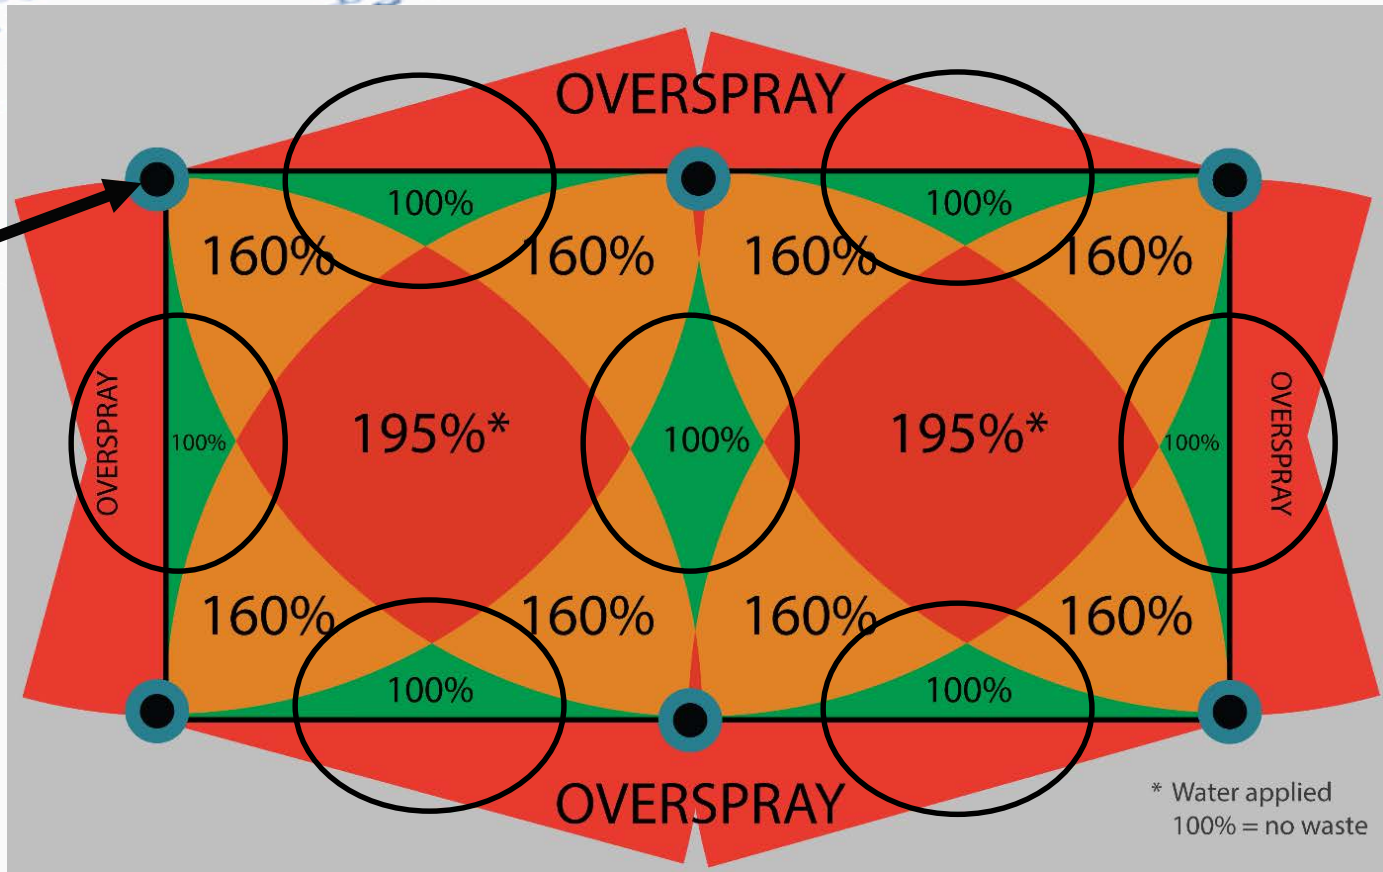 OVERSPRAY
100% 100%
160% 160% 160% 160%
OVERSPRAY 100% 195%* 100% 195%* 100% OVERSPRAY
160% 160% 160% 160%
100% 100%
OVERSPRAY
* Water applied
100% = no waste